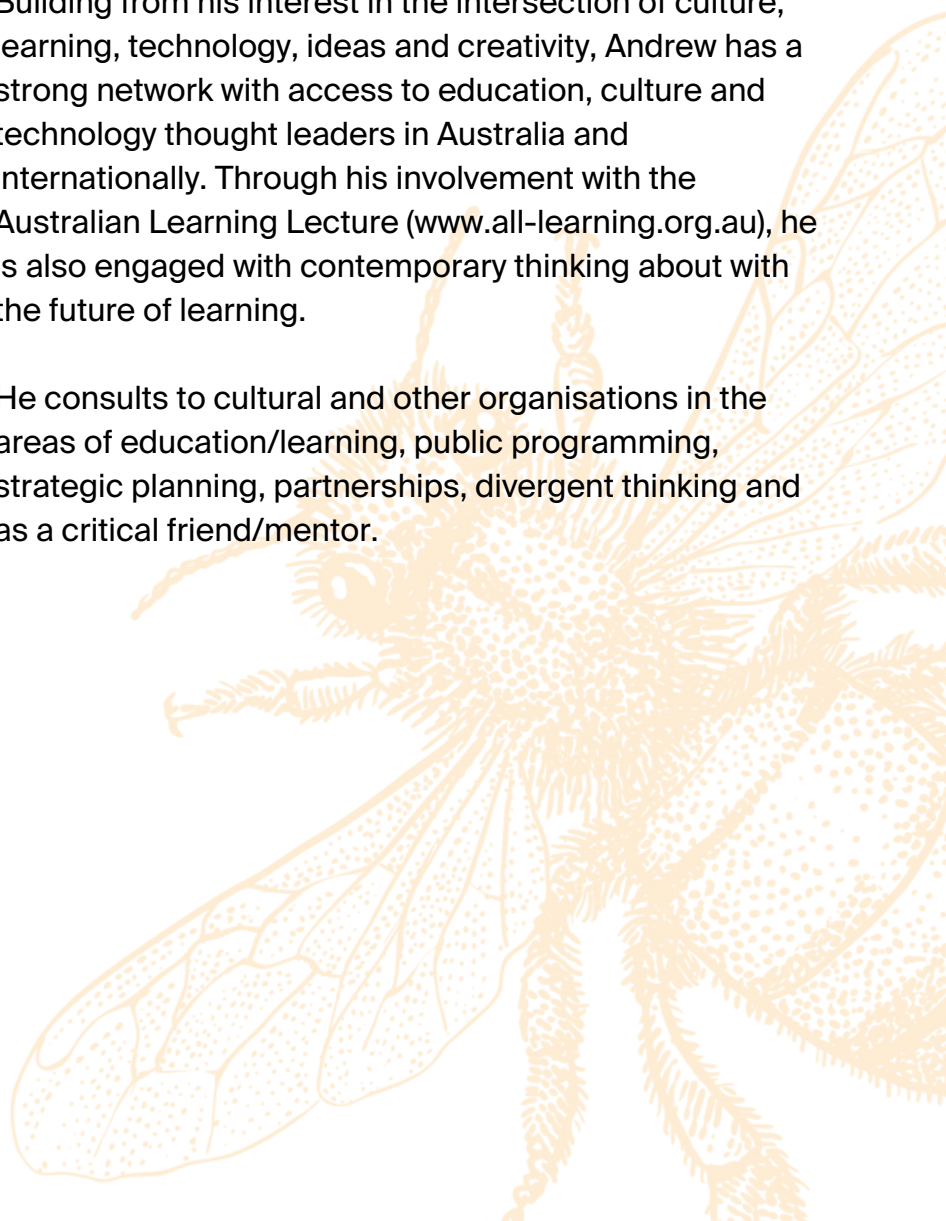 Building from his interest in the intersection of culture,
learning, technology, ideas and creativity, Andrew has a
strong network with access to education, culture and
technology thought leaders in Australia and
internationally. Through his involvement with the
Australian Learning Lecture (www.all-learning.org.au), he
is also engaged with contemporary thinking about with
the future of learning.
He consults to cultural and other organisations in the
areas of education/learning, public programming,
strategic planning, partnerships, divergent thinking and
as a critical friend/mentor.